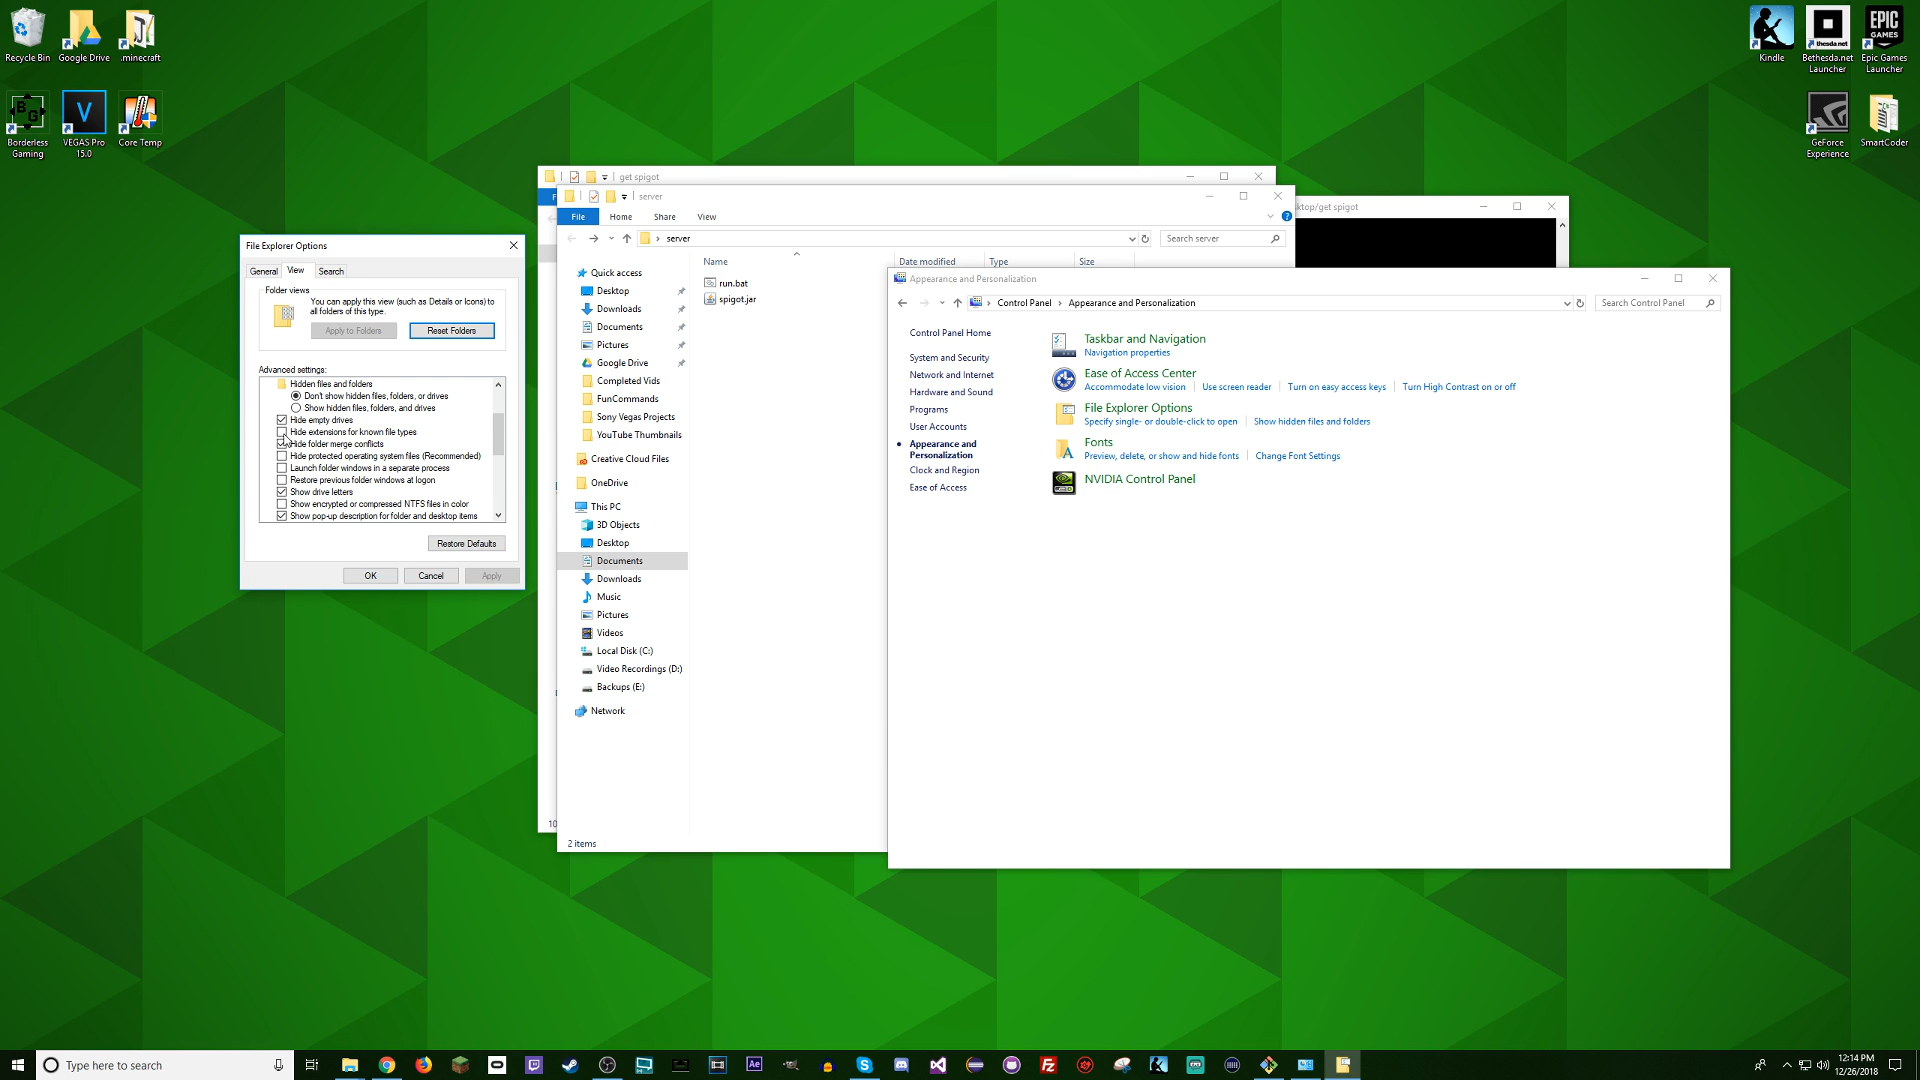 Recycle Bin
Google Drive
.minecraft
Borderless Gaming
VEGAS Pro 15.0
Core Temp
Kindle
Bethesda.net Launcher
EPIC GAMES
Epic Games Launcher
GeForce Experience
SmartCoder
get spigot
server
File
Home
Share
View
server
Search server
Name
Date modified
Type
Size
run.bat
spigot.jar
Quick access
Desktop
Downloads
Documents
Pictures
Google Drive
Completed Vids
FunCommands
Sony Vegas Projects
YouTube Thumbnails
Creative Cloud Files
OneDrive
This PC
3D Objects
Desktop
Documents
Downloads
Music
Pictures
Videos
Local Disk (C:)
Video Recordings (D:)
Backups (E:)
Network
2 items
10
ktop/get spigot
File Explorer Options
General
View
Search
Folder views
You can apply this view (such as Details or Icons) to
all folders of this type.
Apply to Folders
Reset Folders
Advanced settings:
Hidden files and folders
Don't show hidden files, folders, or drives
Show hidden files, folders, and drives
Hide empty drives
Hide extensions for known file types
Hide folder merge conflicts
Hide protected operating system files (Recommended)
Launch folder windows in a separate process
Restore previous folder windows at logon
Show drive letters
Show encrypted or compressed NTFS files in color
Show pop-up description for folder and desktop items
Restore Defaults
OK
Cancel
Apply
Appearance and Personalization
Control Panel
Appearance and Personalization
Search Control Panel
Control Panel Home
System and Security
Network and Internet
Hardware and Sound
Programs
User Accounts
Appearance and
Personalization
Clock and Region
Ease of Access
Taskbar and Navigation
Navigation properties
Ease of Access Center
Accommodate low vision
Use screen reader
Turn on easy access keys
Turn High Contrast on or off
File Explorer Options
Specify single- or double-click to open
Show hidden files and folders
Fonts
Preview, delete, or show and hide fonts
Change Font Settings
NVIDIA Control Panel
Type here to search
Ae
12:14 PM
12/26/2018